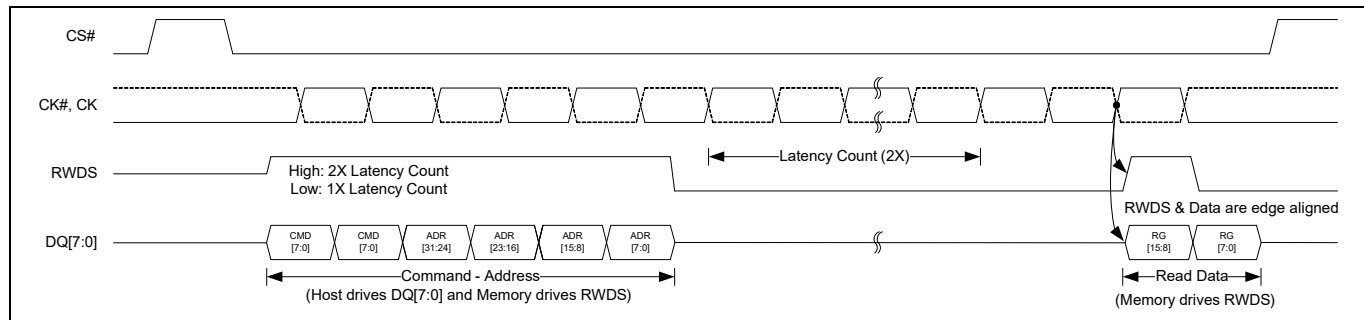 CS#
CK#, CK
Latency Count (2X)
RWDS
High: 2X Latency Count
Low: 1X Latency Count
RWDS & Data are edge aligned
DQ[7:0]
CMD [7:0]
CMD [7:0]
ADR [31:24]
ADR [23:16]
ADR [15:8]
ADR [7:0]
RG [15:8]
RG [7:0]
Command - Address
(Host drives DQ[7:0] and Memory drives RWDS)
Read Data
(Memory drives RWDS)